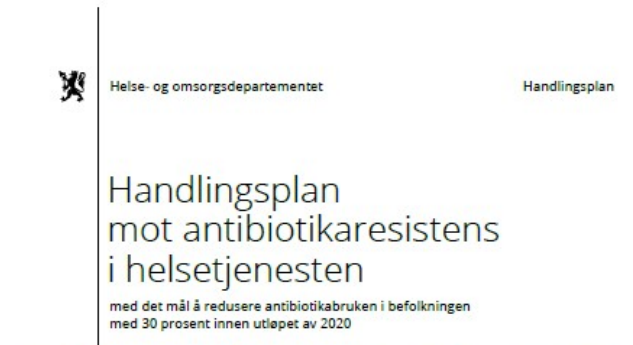 Helse- og omsorgsdepartementet
Handlingsplan
Handlingsplan
mot antibiotikaresistens
i helsetjenesten
med det mål å redusere antibiotikabruken i befolkningen
med 30 prosent innen utløpet av 2020